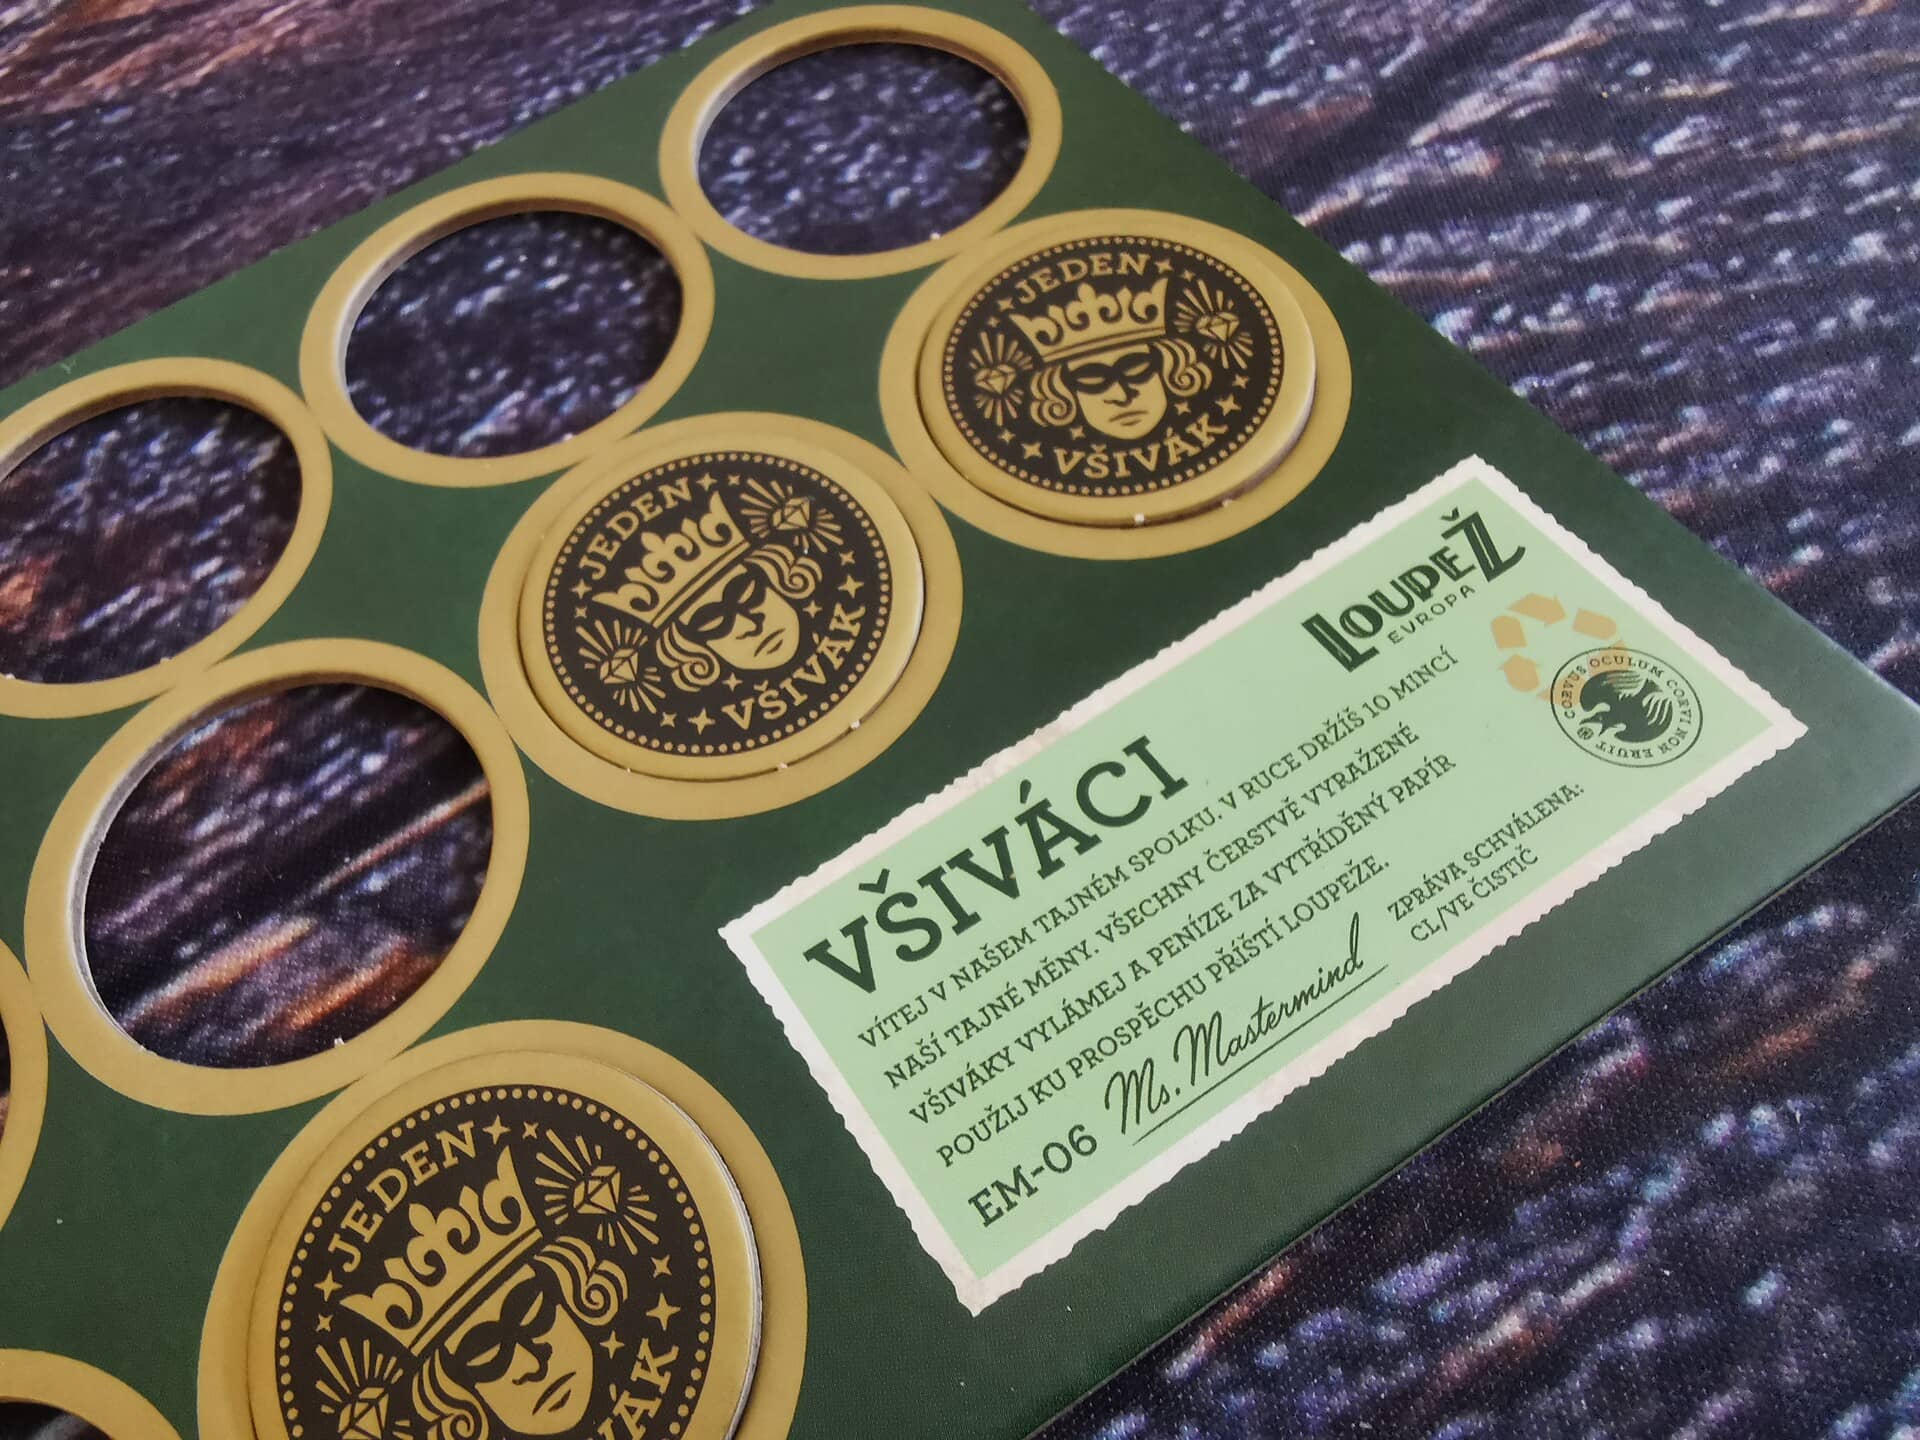 JEDEN
VŠIVÁK
JEDEN
VŠIVÁK
LOUPEŽ
EVROPA
CORVUS OCULUM CORVI NON ERUIT
VŠIVÁCI
VÍTEJ V NAŠEM TAJNÉM SPOLKU. V RUCE DRŽÍŠ 10 MINCÍ
NAŠÍ TAJNÉ MĚNY. VŠECHNY ČERSTVĚ VYRAŽENÉ
VŠIVÁKY VYLÁMEJ A PENÍZE ZA VYTŘÍDĚNÝ PAPÍR
POUŽIJ KU PROSPĚCHU PŘÍŠTÍ LOUPEŽE.
ZPRÁVA SCHVÁLENA:
CL/VE ČISTIČ
EM-06 Ms. Mastermind
JEDEN
VÁK